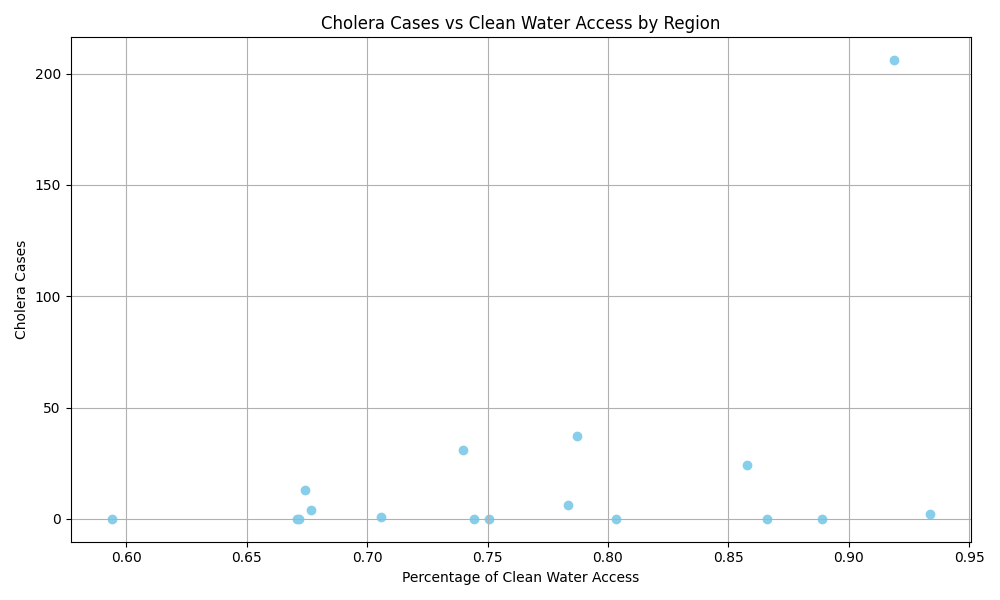 Cholera Cases vs Clean Water Access by Region
200
150
100
50
0
Cholera Cases
0.60 0.65 0.70 0.75 0.80 0.85 0.90 0.95
Percentage of Clean Water Access